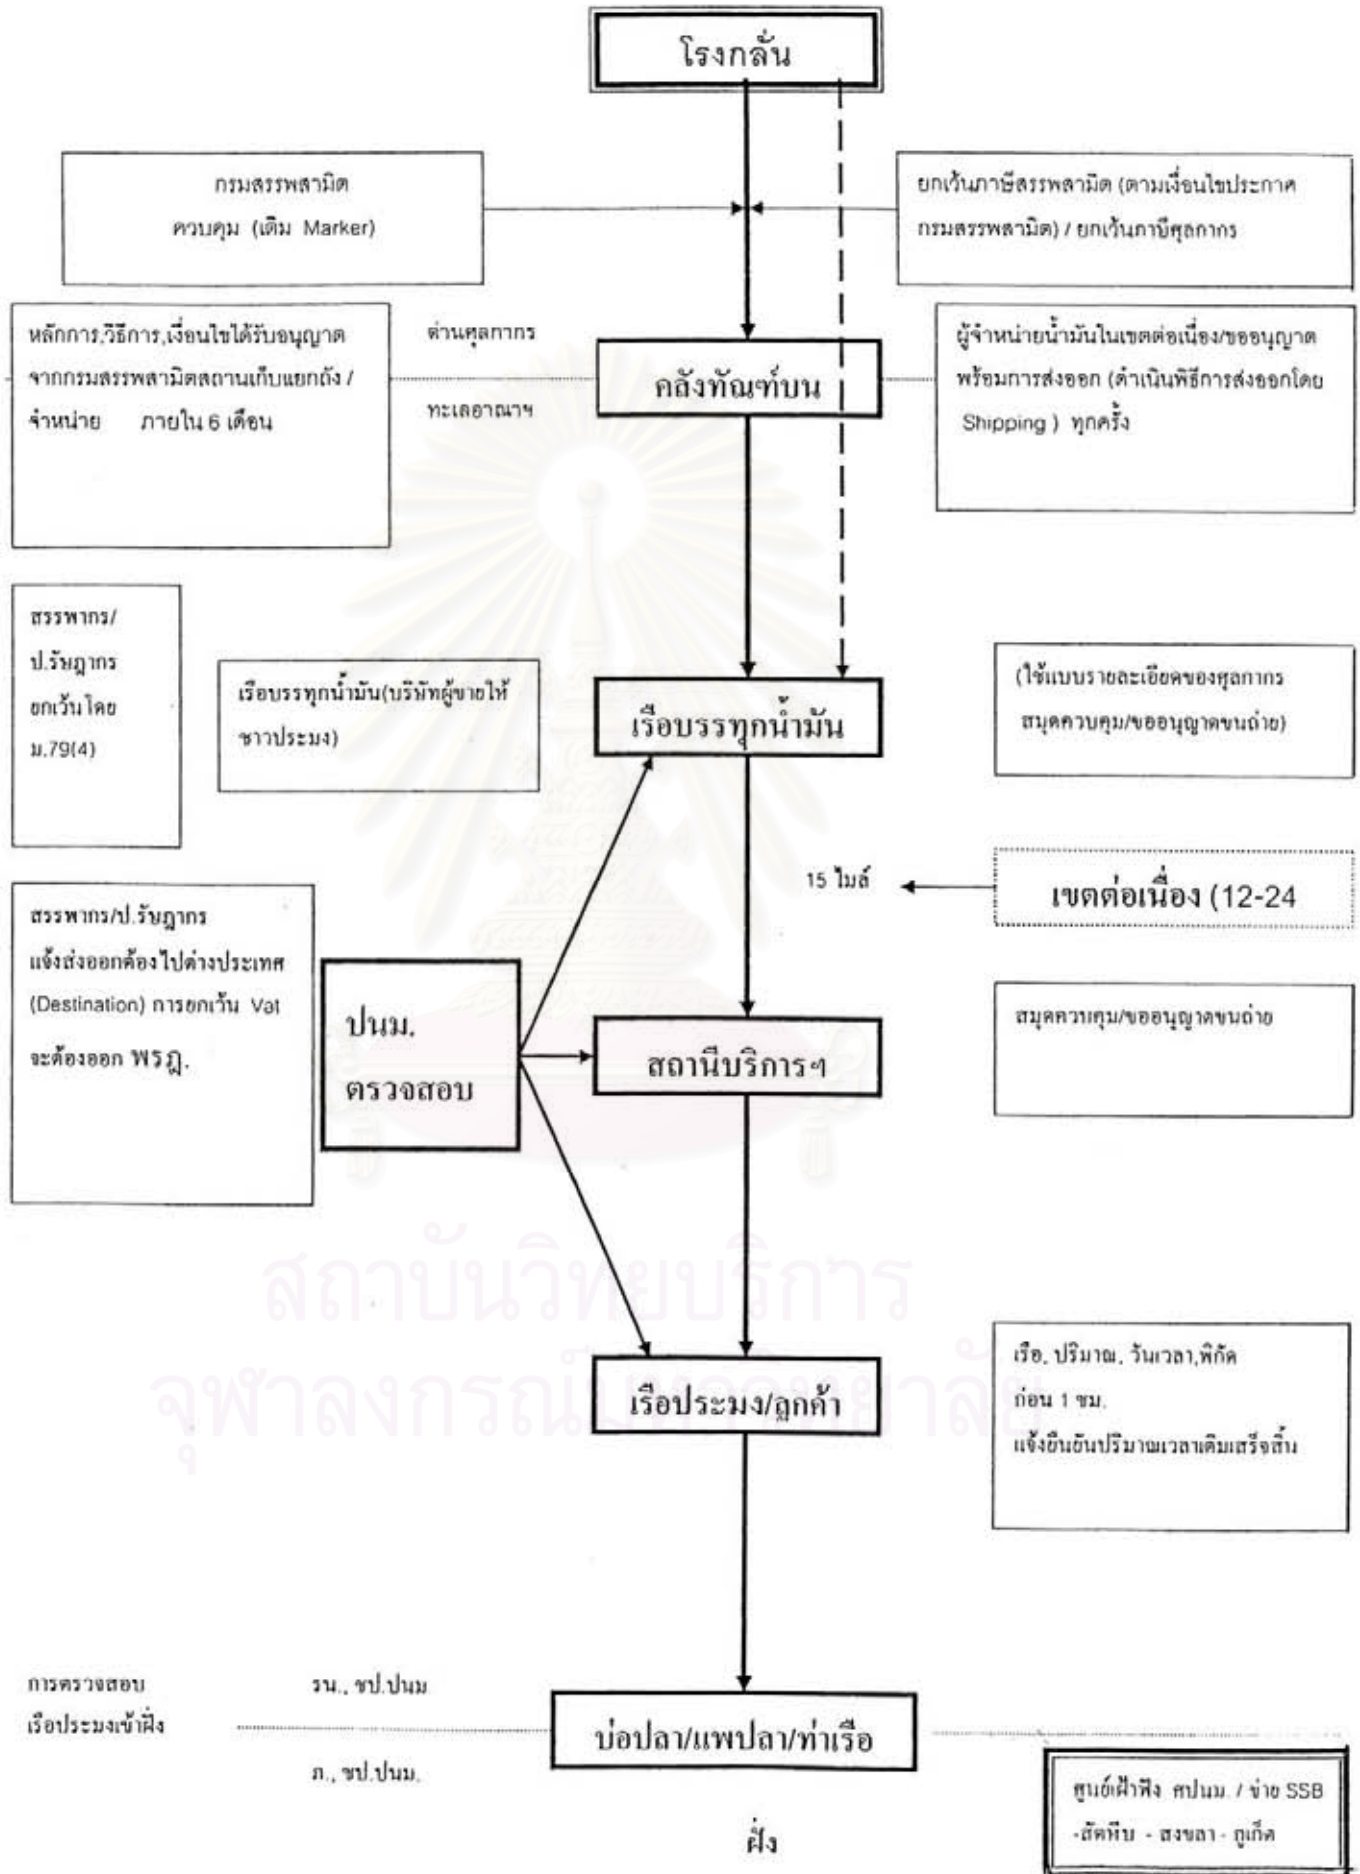 โรงกลั่น
กรมสรรพสามิต
ควบคุม (เติม Marker)
ยกเว้นภาษีสรรพสามิต (ตามเงื่อนไขประกาศ
กรมสรรพสามิต) / ยกเว้นภาษีศุลกากร
หลักการ,วิธีการ,เงื่อนไขได้รับอนุญาต
จากกรมสรรพสามิตสถานเก็บแยกถัง /
จำหน่าย ภายใน 6 เดือน
ด่านศุลกากร
ทะเลอาณาฯ
คลังทัณฑ์บน
ผู้จำหน่ายน้ำมันในเขตต่อเนื่อง/ขออนุญาต
พร้อมการส่งออก (ดำเนินพิธีการส่งออกโดย
Shipping ) ทุกครั้ง
สรรพากร/
ป.รัษฎากร
ยกเว้นโดย
ม.79(4)
เรือบรรทุกน้ำมัน(บริษัทผู้ขายให้
ชาวประมง)
เรือบรรทุกน้ำมัน
(ใช้แบบรายละเอียดของศุลกากร
สมุดควบคุม/ขออนุญาตขนถ่าย)
15 ไมล์
เขตต่อเนื่อง (12-24
สรรพากร/ป.รัษฎากร
แจ้งส่งออกต้องไปต่างประเทศ
(Destination) การยกเว้น Vat
จะต้องออก พรฎ.
ปนม.
ตรวจสอบ
สถานีบริการฯ
สมุดควบคุม/ขออนุญาตขนถ่าย
สถาบันวิทยบริการ
จุฬาลงกรณ์มหาวิทยาลัย
เรือประมง/ลูกค้า
เรือ, ปริมาณ, วันเวลา,พิกัด
ก่อน 1 ชม.
แจ้งยืนยันปริมาณเวลาเติมเสร็จสิ้น
การตรวจสอบ
เรือประมงเข้าฝั่ง
รน., ชป.ปนม
ภ., ชป.ปนม.
บ่อปลา/แพปลา/ท่าเรือ
ฝั่ง
ศูนย์เฝ้าฟัง ศปนม. / ข่าย SSB
-สัตหีบ - สงขลา - ภูเก็ต